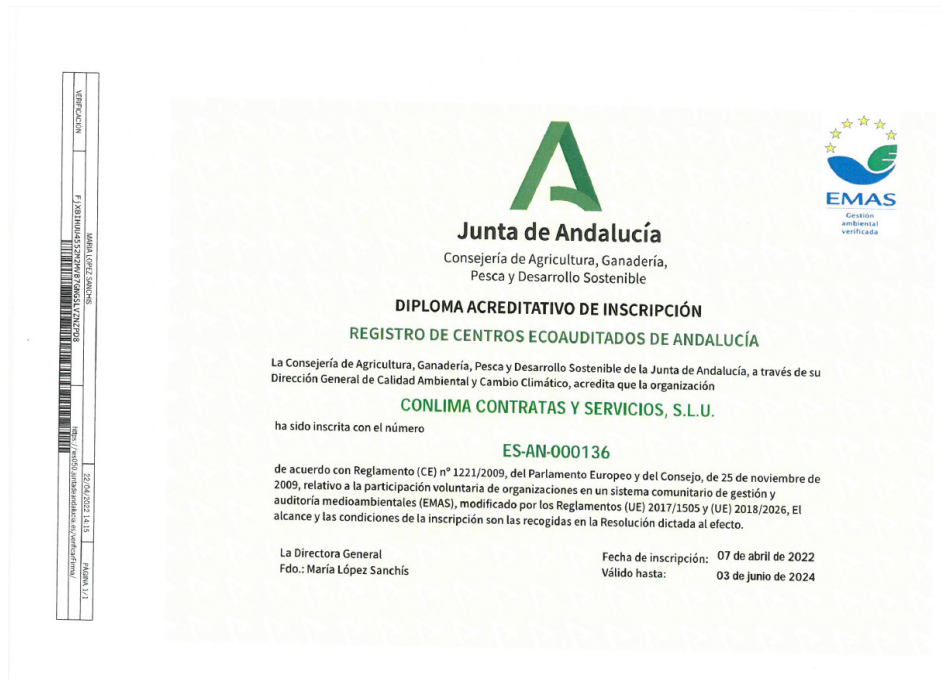 VERIFICACIÓN
MARIA LOPEZ SANCHIS
22/04/2022 14:15
PÁGINA 1/1
EMAS
Gestión
ambiental
verificada
Junta de Andalucía
Consejería de Agricultura, Ganadería,
Pesca y Desarrollo Sostenible
DIPLOMA ACREDITATIVO DE INSCRIPCIÓN
REGISTRO DE CENTROS ECOAUDITADOS DE ANDALUCÍA
La Consejería de Agricultura, Ganadería, Pesca y Desarrollo Sostenible de la Junta de Andalucía, a través de su
Dirección General de Calidad Ambiental y Cambio Climático, acredita que la organización
CONLIMA CONTRATAS Y SERVICIOS, S.L.U.
ha sido inscrita con el número
ES-AN-000136
de acuerdo con Reglamento (CE) nº 1221/2009, del Parlamento Europeo y del Consejo, de 25 de noviembre de
2009, relativo a la participación voluntaria de organizaciones en un sistema comunitario de gestión y
auditoría medioambientales (EMAS), modificado por los Reglamentos (UE) 2017/1505 y (UE) 2018/2026, El
alcance y las condiciones de la inscripción son las recogidas en la Resolución dictada al efecto.
La Directora General
Fdo.: María López Sanchís
Fecha de inscripción: 07 de abril de 2022
Válido hasta: 03 de junio de 2024